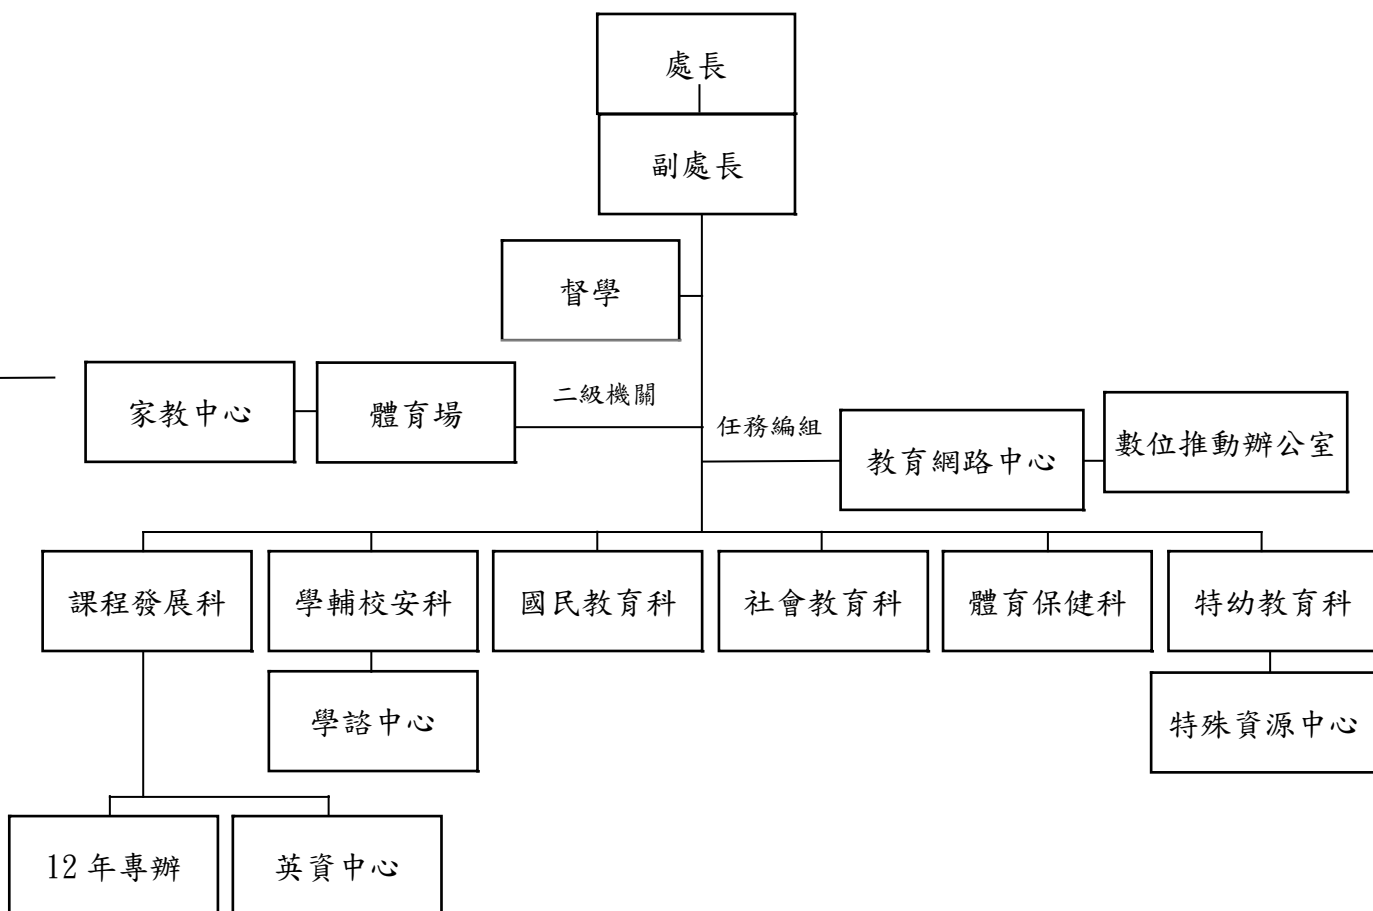 處長
副處長
督學
二級機關
家教中心
體育場
任務編組
教育網路中心
數位推動辦公室
課程發展科
學輔校安科
國民教育科
社會教育科
體育保健科
特幼教育科
學諮中心
特殊資源中心
12 年專辦
英資中心